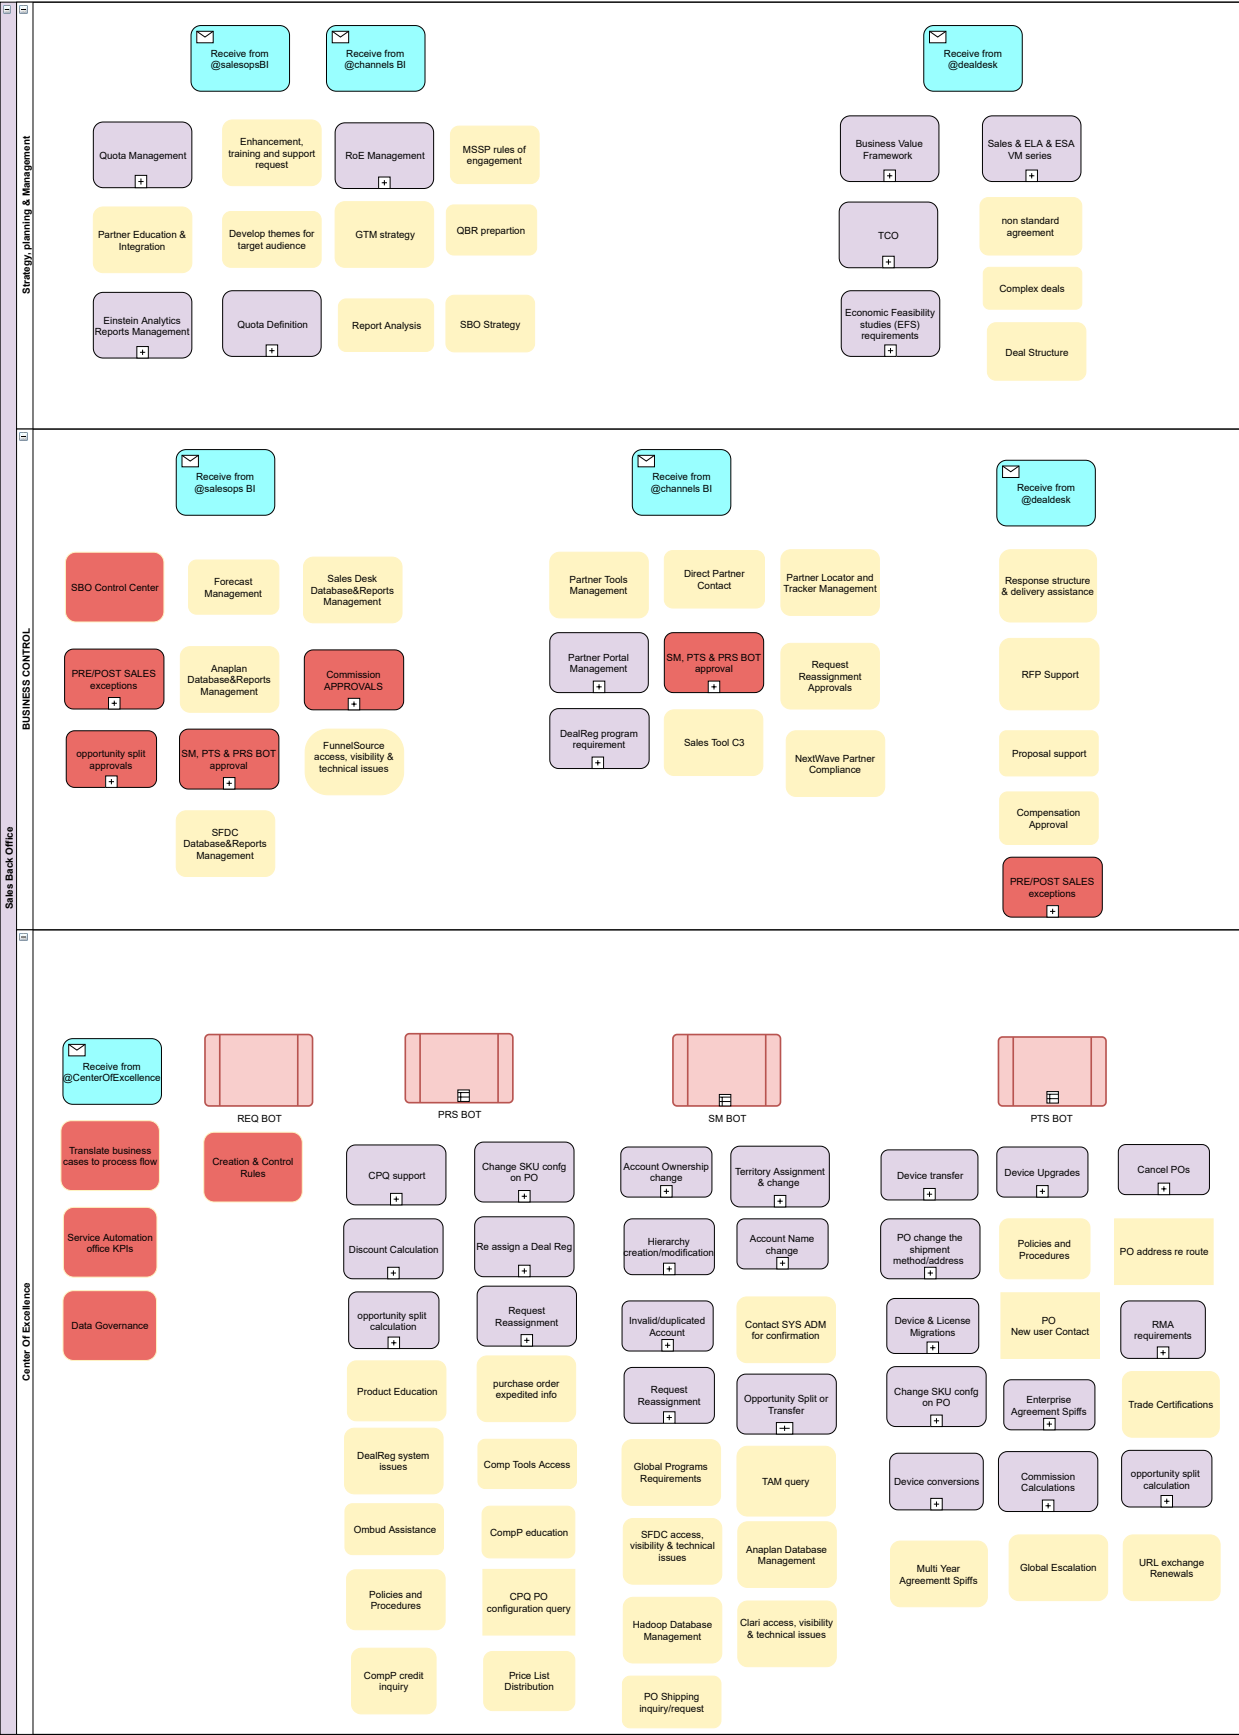 Sales Back Office
Strategy, planning & Management
Receive from
@salesopsBI
Receive from
@channels BI
Receive from
@dealdesk
Quota Management
Enhancement,
training and support
request
RoE Management
MSSP rules of
engagement
Business Value
Framework
Sales & ELA & ESA
VM series
Partner Education &
Integration
Develop themes for
target audience
GTM strategy
QBR prepartion
TCO
non standard
agreement
Complex deals
Einstein Analytics
Reports Management
Quota Definition
Report Analysis
SBO Strategy
Economic Feasibility
studies (EFS)
requirements
Deal Structure
BUSINESS CONTROL
Receive from
@salesops BI
Receive from
@channels BI
Receive from
@dealdesk
SBO Control Center
Forecast
Management
Sales Desk
Database&Reports
Management
Partner Tools
Management
Direct Partner
Contact
Partner Locator and
Tracker Management
Response structure
& delivery assistance
PRE/POST SALES
exceptions
Anaplan
Database&Reports
Management
Commission
APPROVALS
Partner Portal
Management
SM, PTS & PRS BOT
approval
Request
Reassignment
Approvals
RFP Support
opportunity split
approvals
SM, PTS & PRS BOT
approval
FunnelSource
access, visibility &
technical issues
DealReg program
requirement
Sales Tool C3
NextWave Partner
Compliance
Proposal support
SFDC
Database&Reports
Management
Compensation
Approval
PRE/POST SALES
exceptions
Center Of Excellence
Receive from
@CenterOfExcellence
REQ BOT
PRS BOT
SM BOT
PTS BOT
Translate business
cases to process flow
Service Automation
office KPIs
Data Governance
Creation & Control
Rules
CPQ support
Change SKU confg
on PO
Discount Calculation
Re assign a Deal Reg
opportunity split
calculation
Request
Reassignment
Product Education
purchase order
expedited info
DealReg system
issues
Comp Tools Access
Ombud Assistance
CompP education
Policies and
Procedures
CPQ PO
configuration query
CompP credit
inquiry
Price List
Distribution
Account Ownership
change
Territory Assignment
& change
Hierarchy
creation/modification
Account Name
change
Invalid/duplicated
Account
Contact SYS ADM
for confirmation
Request
Reassignment
Opportunity Split or
Transfer
Global Programs
Requirements
TAM query
SFDC access,
visibility & technical
issues
Anaplan Database
Management
Hadoop Database
Management
Clari access, visibility
& technical issues
PO Shipping
inquiry/request
Device transfer
Device Upgrades
Cancel POs
PO change the
shipment
method/address
Policies and
Procedures
PO address re route
Device & License
Migrations
PO
New user Contact
RMA
requirements
Change SKU confg
on PO
Enterprise
Agreement Spiffs
Trade Certifications
Device conversions
Commission
Calculations
opportunity split
calculation
Multi Year
Agreementt Spiffs
Global Escalation
URL exchange
Renewals